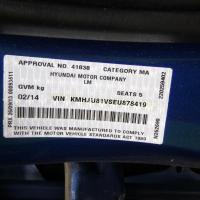 APPROVAL NO. 41838 CATEGORY MA
HYUNDAI MOTOR COMPANY
LM
GVM kg SEATS 5
02/14 VIN KMHJU81VSEU878419
THIS VEHICLE WAS MANUFACTURED TO COMPLY
WITH THE MOTOR VEHICLE STANDARDS ACT 1989